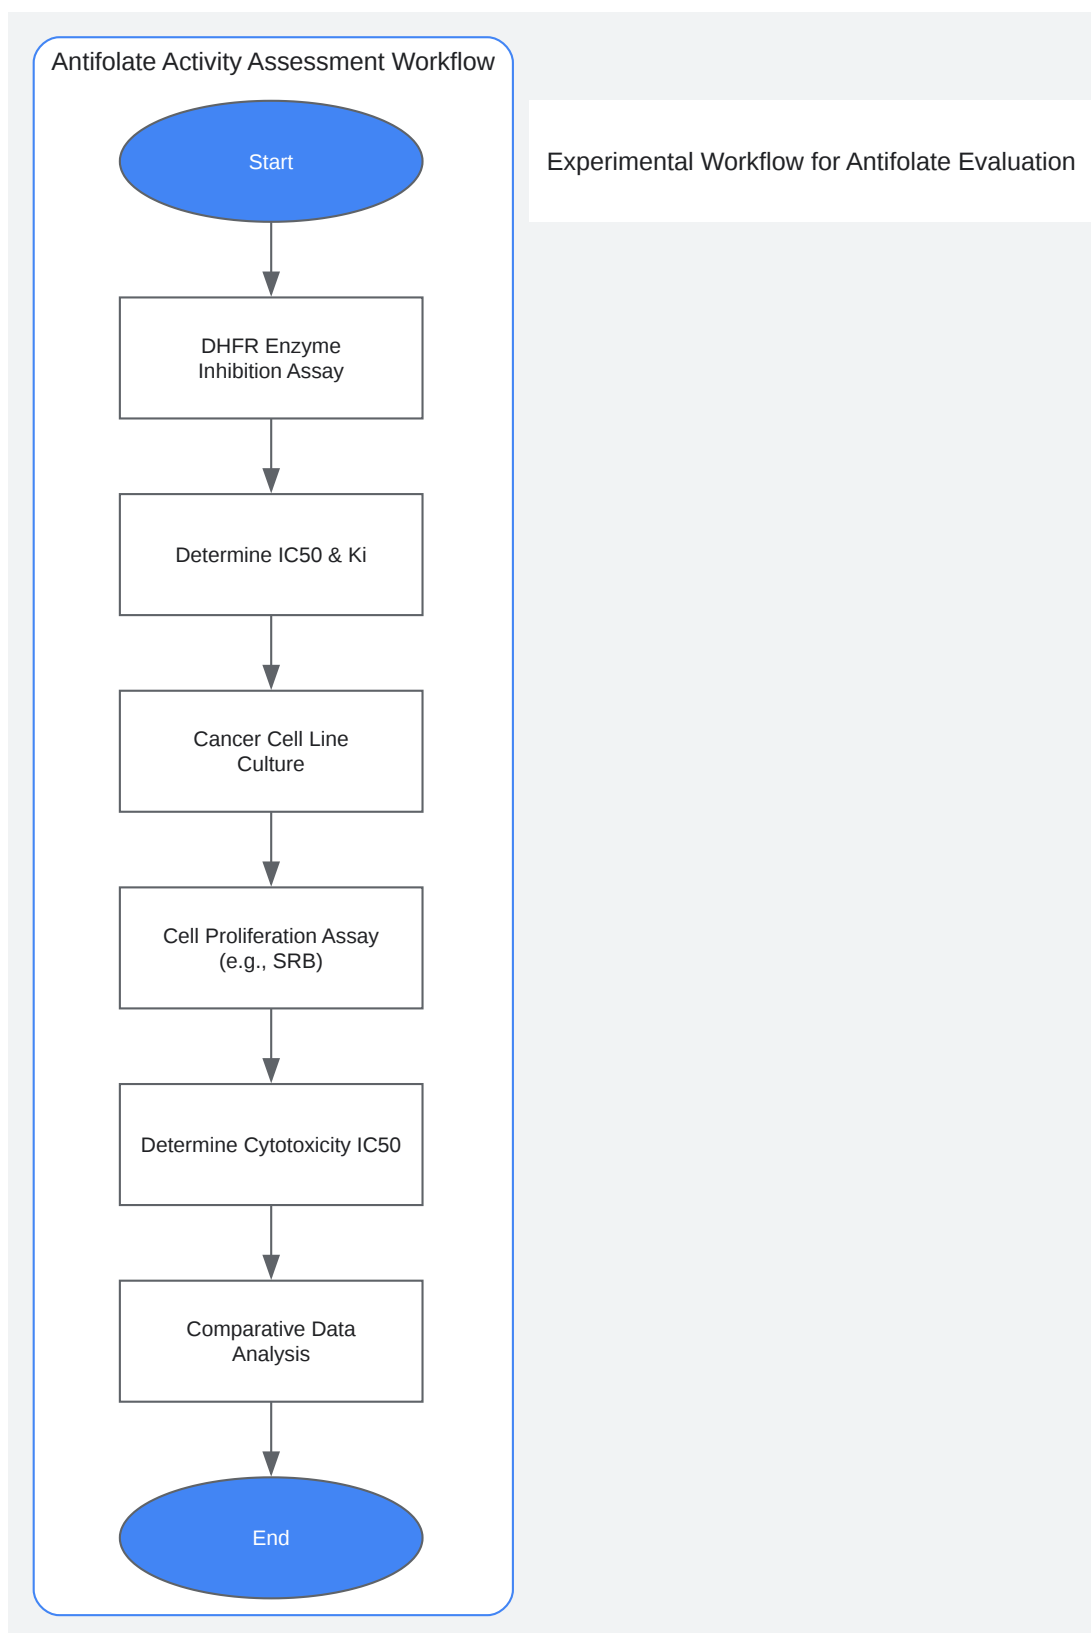 Antifolate Activity Assessment Workflow
Start
Experimental Workflow for Antifolate Evaluation
DHFR Enzyme
Inhibition Assay
Determine IC50 & Ki
Cancer Cell Line
Culture
Cell Proliferation Assay
(e.g., SRB)
Determine Cytotoxicity IC50
Comparative Data
Analysis
End